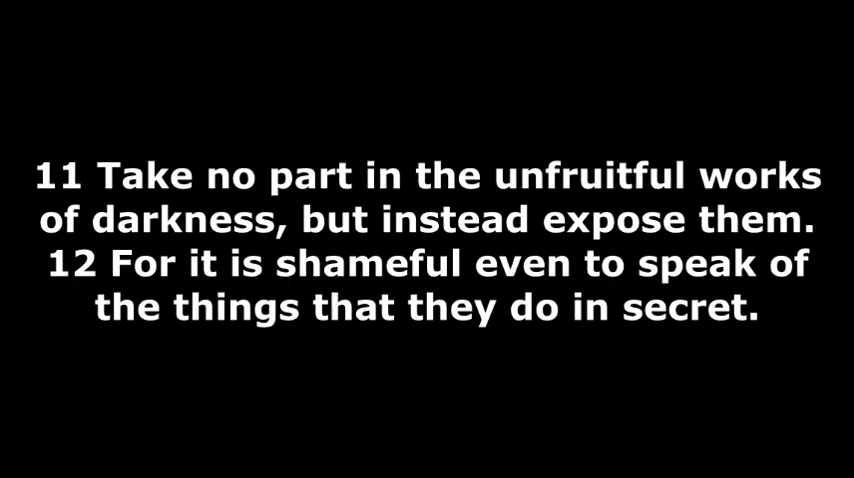 11 Take no part in the unfruitful works
of darkness, but instead expose them.
12 For it is shameful even to speak of
the things that they do in secret.